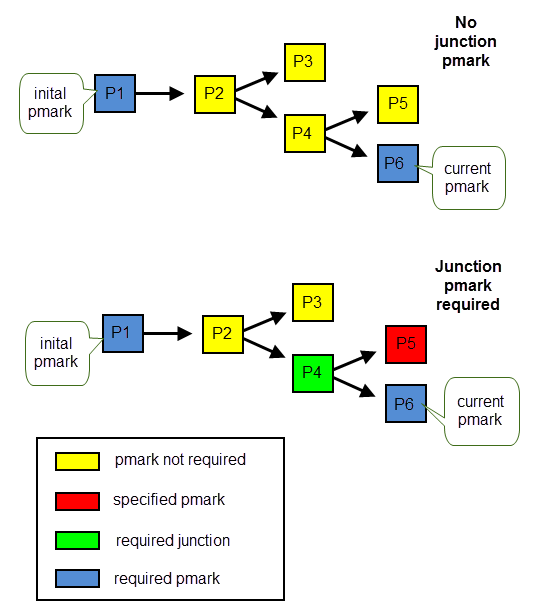 No
junction
pmark
P3
inital
pmark
P1
P2
P5
P4
P6
current
pmark
Junction
pmark
required
P3
inital
pmark
P1
P2
P5
P4
P6
current
pmark
pmark not required
specified pmark
required junction
required pmark